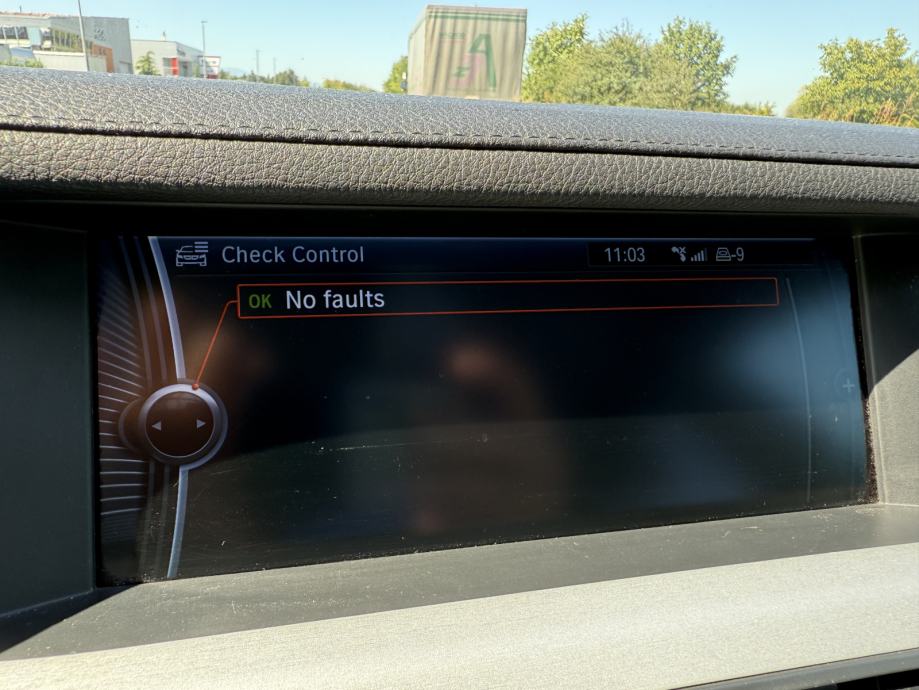 A
Check Control
11:03
-9
OK No faults